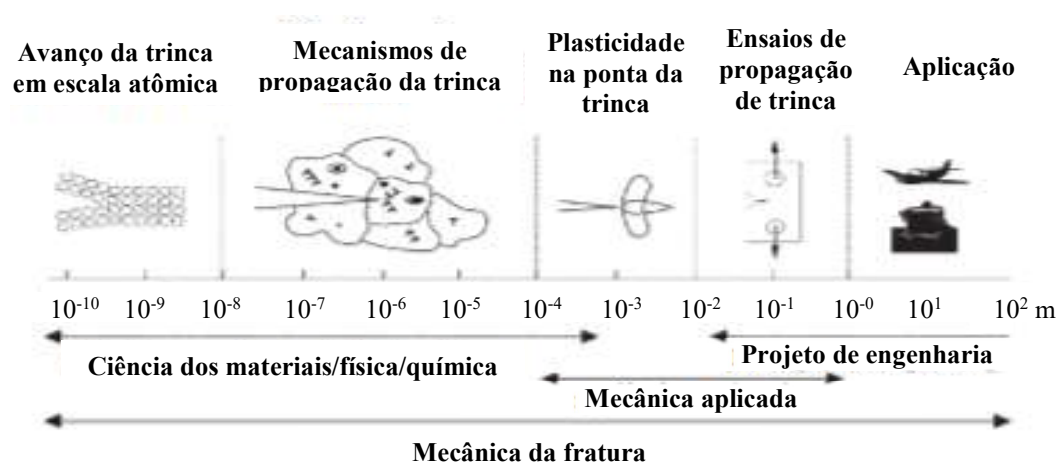 Avanço da trinca
em escala atômica
Mecanismos de
propagação da trinca
Plasticidade
na ponta da
trinca
Ensaios de
propagação
de trinca
Aplicação
10-10 10-9 10-8 10-7 10-6 10-5 10-4 10-3 10-2 10-1 10-0 101 102 m
Ciência dos materiais/física/química
Projeto de engenharia
Mecânica aplicada
Mecânica da fratura